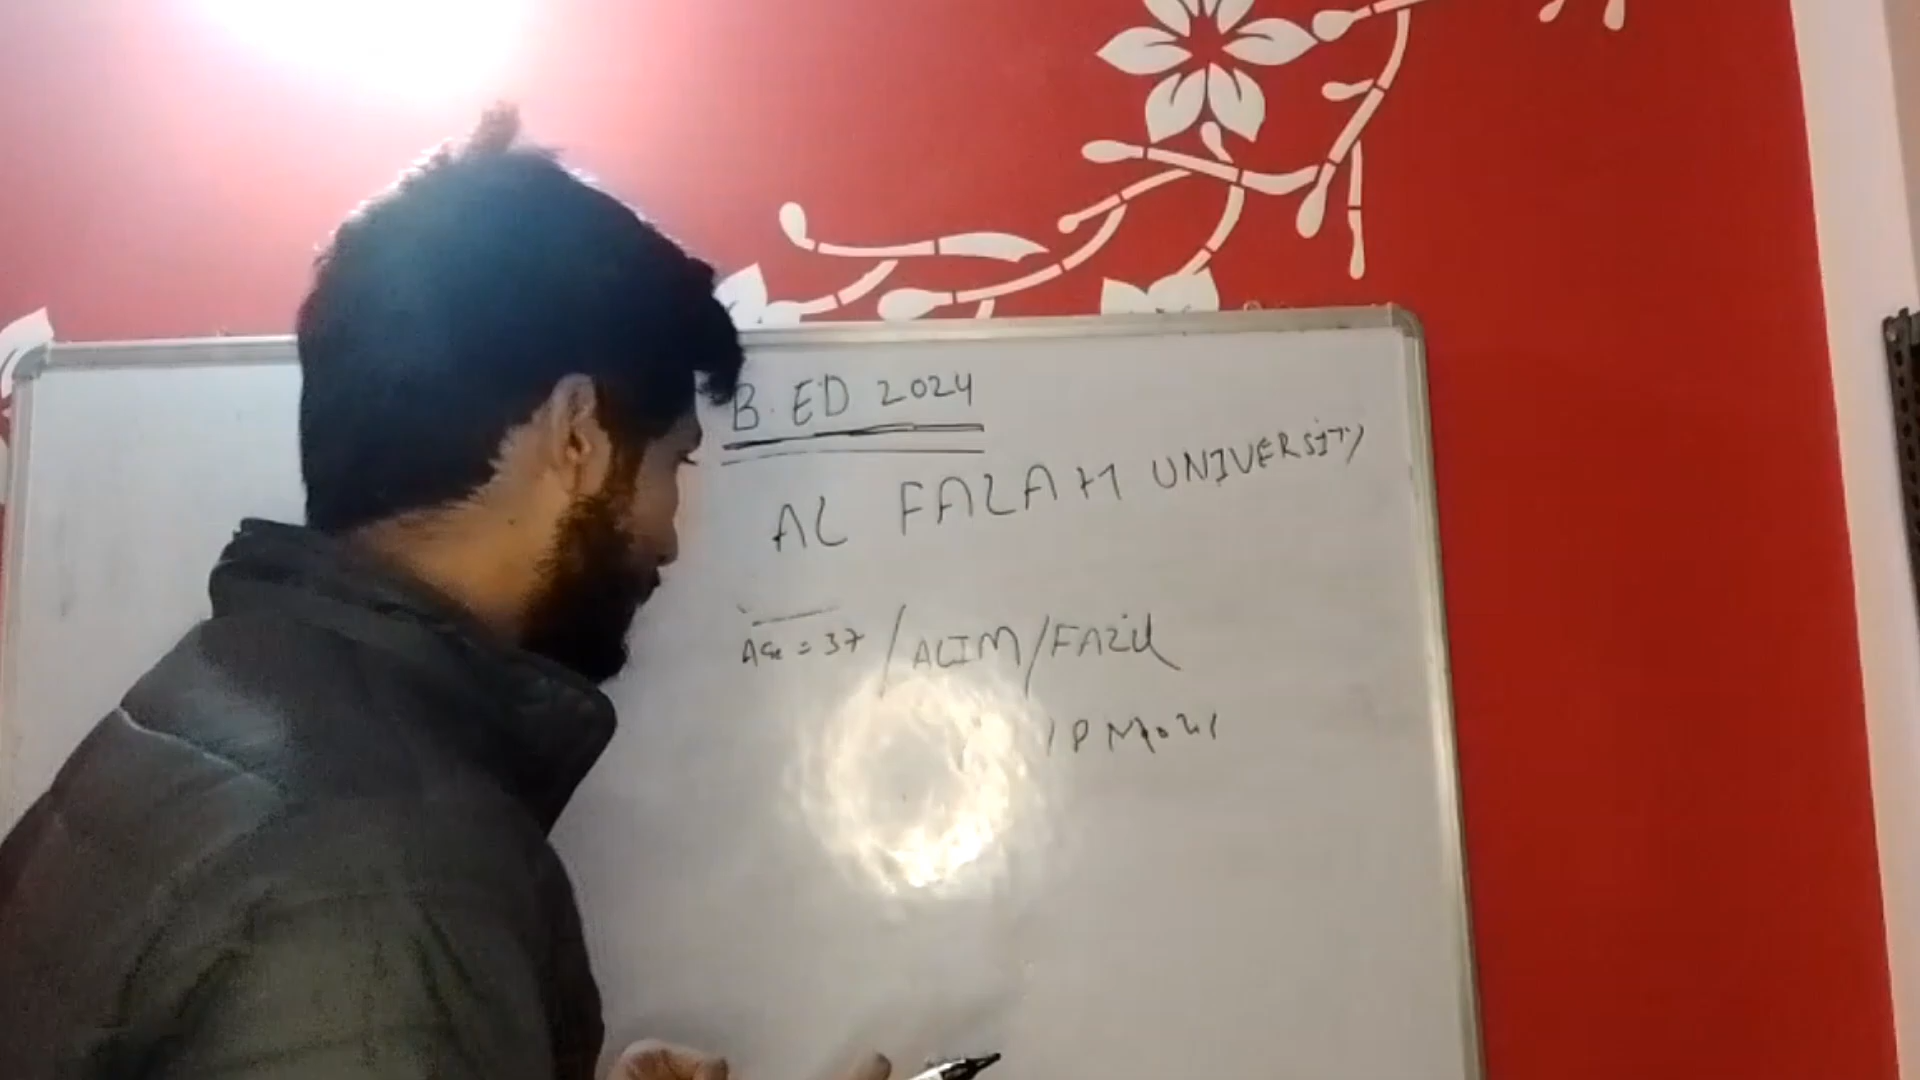 B.ED 2024
AL FALAH UNIVERSITY
Age = 37 / ALIM / FAZIL